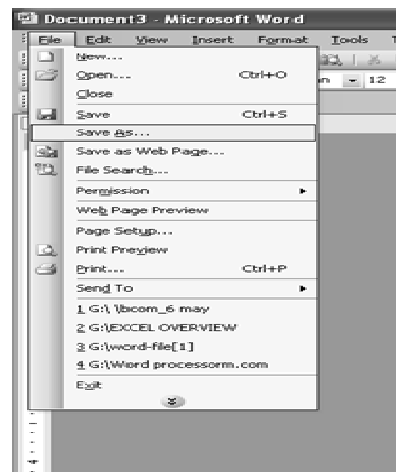 Document3 - Microsoft Word
File Edit View Insert Format Tools
New...
Open... Ctrl+O
12
Close
Save Ctrl+S
Save As...
Save as Web Page...
File Search...
Permission
Web Page Preview
Page Setup...
Print Preview
Print... Ctrl+P
Send To
1 G:\ \bcom_6 may
2 G:\EXCEL OVERVIEW
3 G:\word-file[1]
4 G:\Word processorm.com
Exit
4